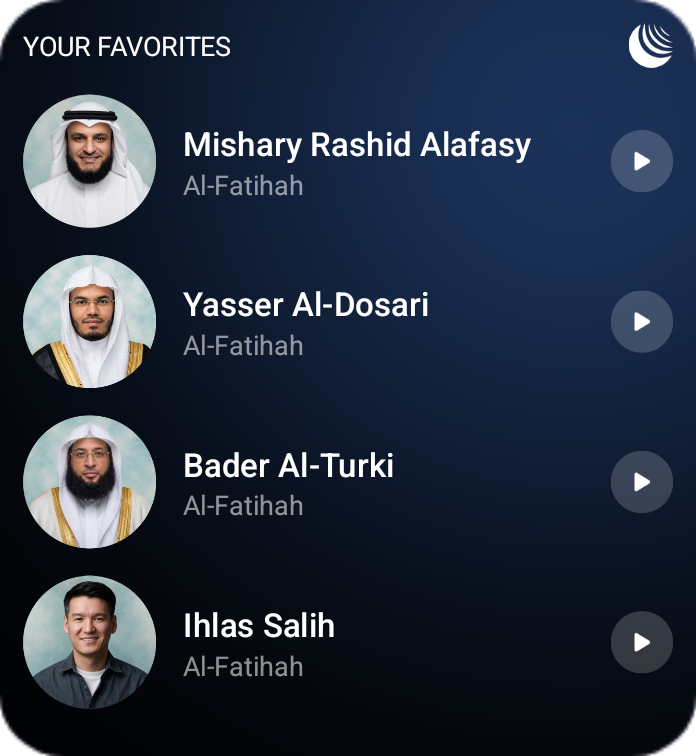 YOUR FAVORITES
Mishary Rashid Alafasy
Al-Fatihah
Yasser Al-Dosari
Al-Fatihah
Bader Al-Turki
Al-Fatihah
Ihlas Salih
Al-Fatihah